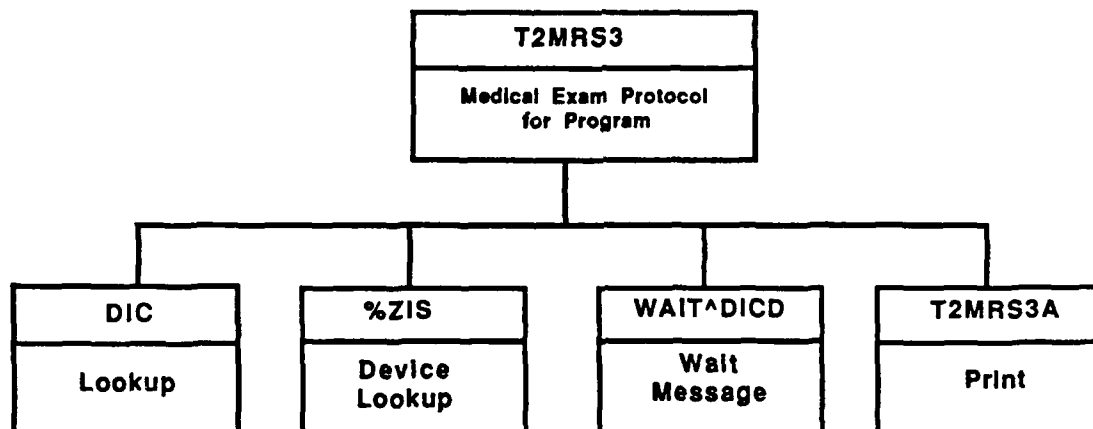 T2MRS3
Medical Exam Protocol
for Program
DIC
%ZIS
WAIT^DICD
T2MRS3A
Lookup
Device
Lookup
Wait
Message
Print